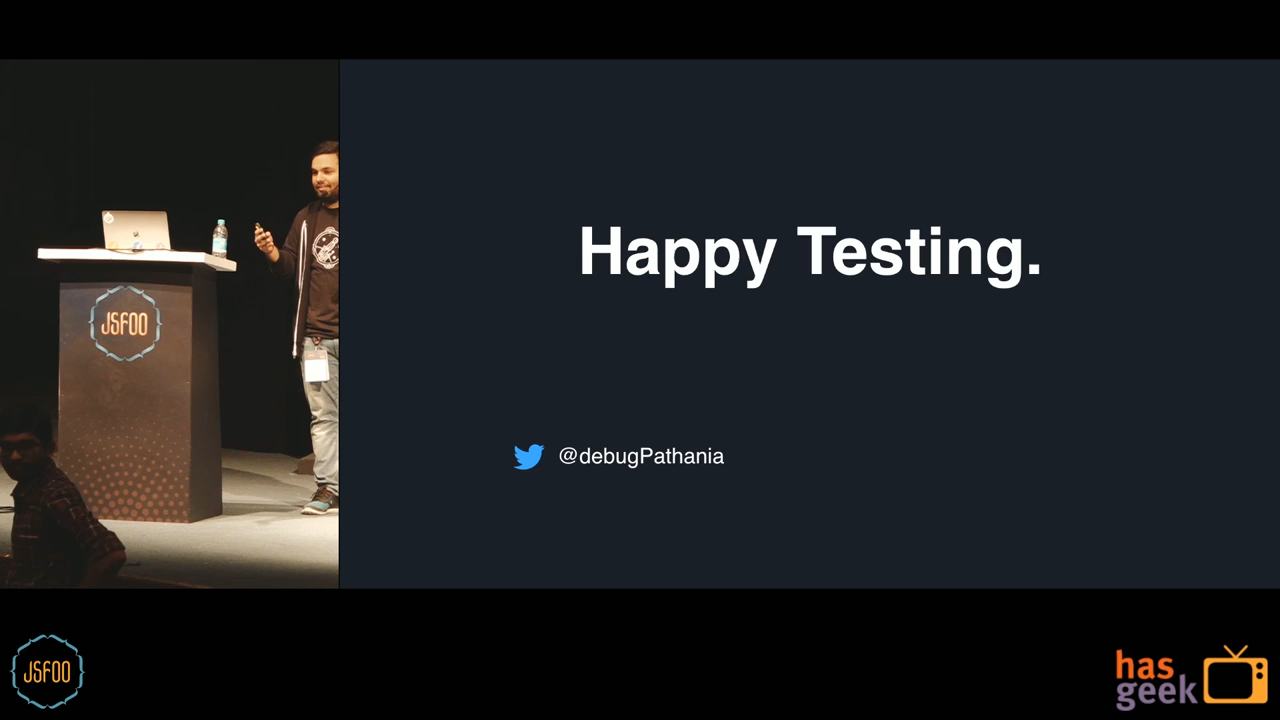 JSFOO
Happy Testing.
@debugPathania
JSFOO
has
geek